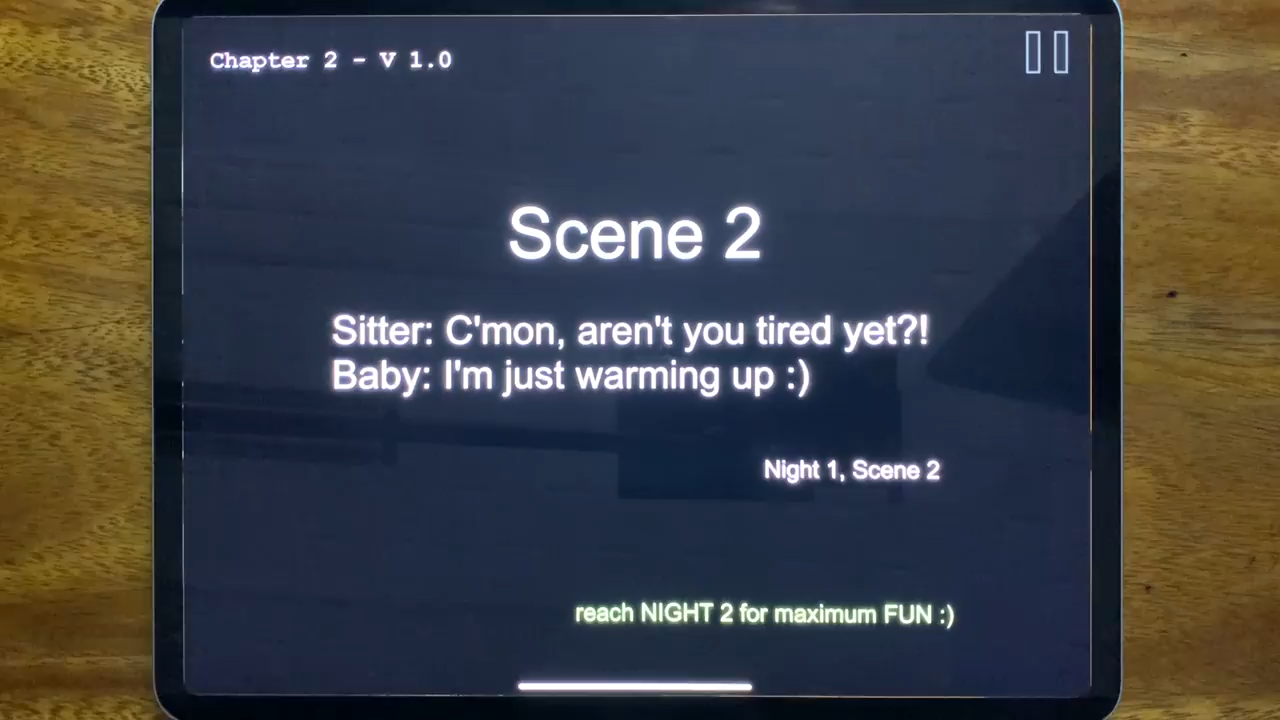 Chapter 2 - V 1.0
Scene 2
Sitter: C'mon, aren't you tired yet?!
Baby: I'm just warming up :)
Night 1, Scene 2
reach NIGHT 2 for maximum FUN :)